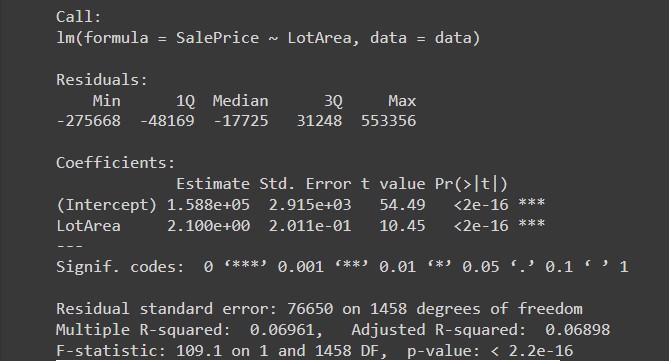 Call:
lm(formula = SalePrice ~ LotArea, data = data)
Residuals:
    Min      1Q  Median      3Q     Max
-275668  -48169  -17725   31248  553356
Coefficients:
             Estimate Std. Error t value Pr(>|t|)
(Intercept) 1.588e+05  2.915e+03   54.49   <2e-16 ***
LotArea     2.100e+00  2.011e-01   10.45   <2e-16 ***
---
Signif. codes:  0 ‘***’ 0.001 ‘**’ 0.01 ‘*’ 0.05 ‘.’ 0.1 ‘ ’ 1
Residual standard error: 76650 on 1458 degrees of freedom
Multiple R-squared:  0.06961,   Adjusted R-squared:  0.06898
F-statistic: 109.1 on 1 and 1458 DF,  p-value: < 2.2e-16